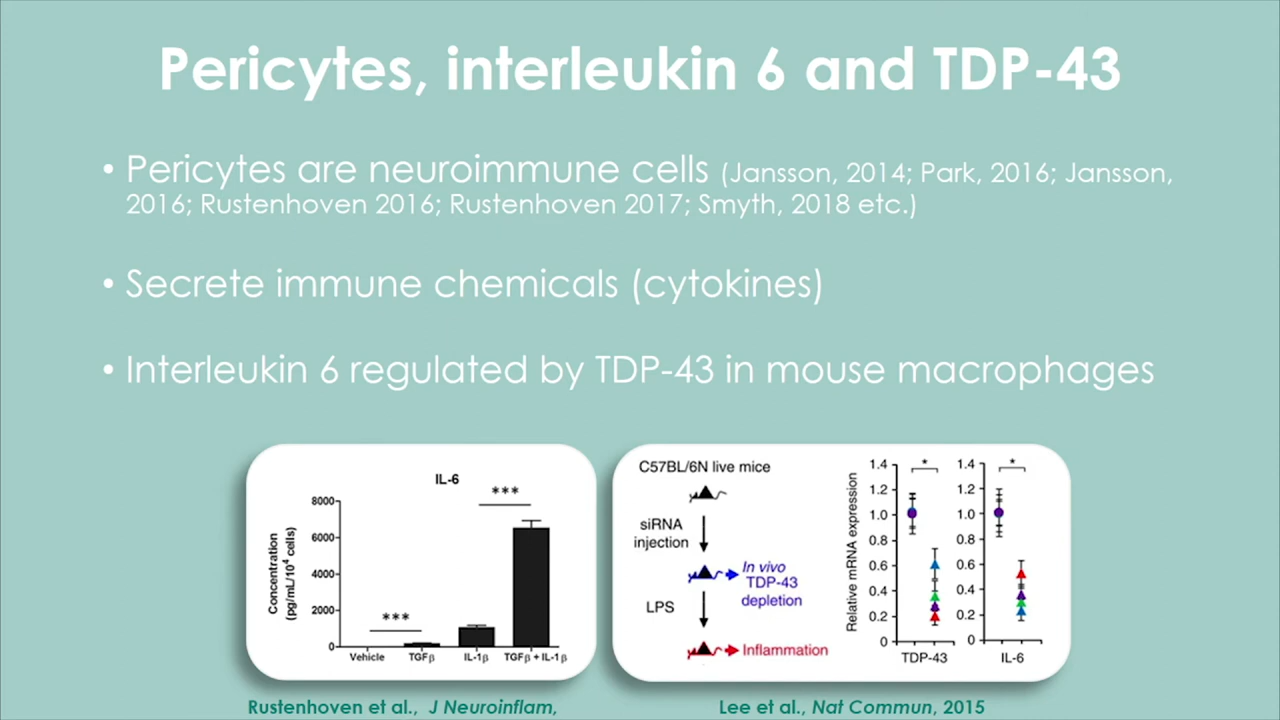 Pericytes, interleukin 6 and TDP-43
• Pericytes are neuroimmune cells (Jansson, 2014; Park, 2016; Jansson,
2016; Rustenhoven 2016; Rustenhoven 2017; Smyth, 2018 etc.)
• Secrete immune chemicals (cytokines)
• Interleukin 6 regulated by TDP-43 in mouse macrophages
IL-6
***
***
Concentration
(pg/mL/10⁴ cells)
8000
6000
4000
2000
0
Vehicle
TGFβ
IL-1β
TGFβ + IL-1β
C57BL/6N live mice
siRNA
injection
In vivo
TDP-43
depletion
LPS
Inflammation
Relative mRNA expression
1.4
1.2
1.0
0.8
0.6
0.4
0.2
0
*
TDP-43
1.4
1.2
1.0
0.8
0.6
0.4
0.2
0
*
IL-6
Rustenhoven et al., J Neuroinflam,
Lee et al., Nat Commun, 2015